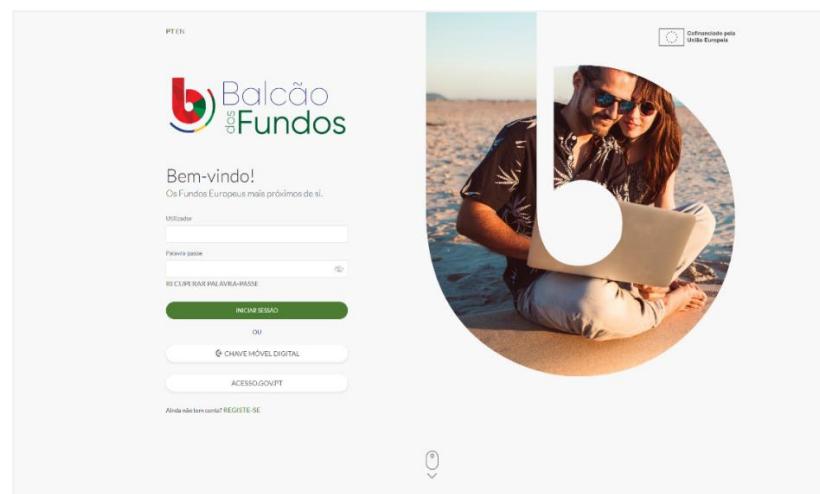 PT EN
Cofinanciado pela
União Europeia
Balcão
dos Fundos
Bem-vindo!
Os Fundos Europeus mais próximos de si.
Utilizador
Palavra-passe
RECUPERAR PALAVRA-PASSE
INICIAR SESSÃO
OU
CHAVE MÓVEL DIGITAL
ACESSO.GOV.PT
Ainda não tem conta? REGISTE-SE